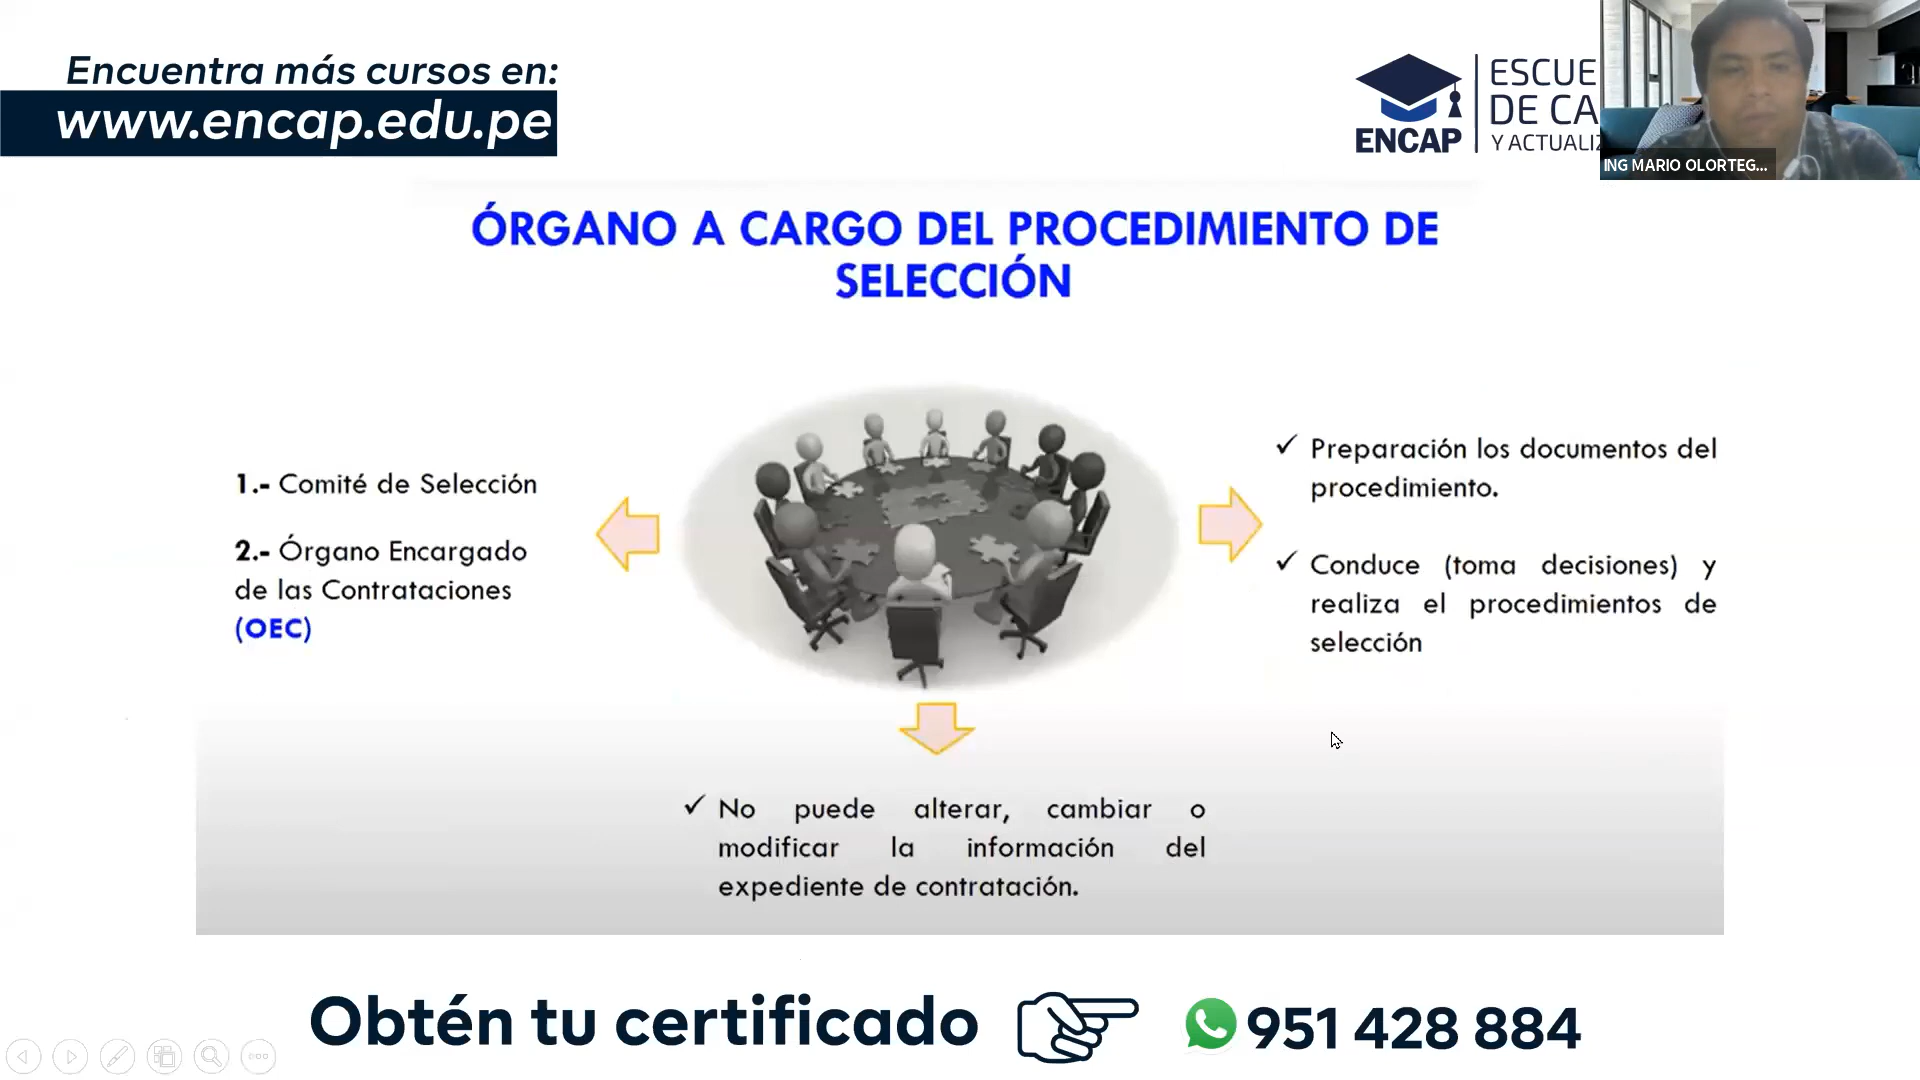 Encuentra más cursos en:
www.encap.edu.pe
ENCAP
ESCUE
DE CA
Y ACTUALIZ
ING MARIO OLORTEG...
ÓRGANO A CARGO DEL PROCEDIMIENTO DE
SELECCIÓN
1.- Comité de Selección
2.- Órgano Encargado
de las Contrataciones
(OEC)
✓ Preparación los documentos del
procedimiento.
✓ Conduce (toma decisiones) y
realiza el procedimientos de
selección
✓ No puede alterar, cambiar o
modificar la información del
expediente de contratación.
Obtén tu certificado
951 428 884